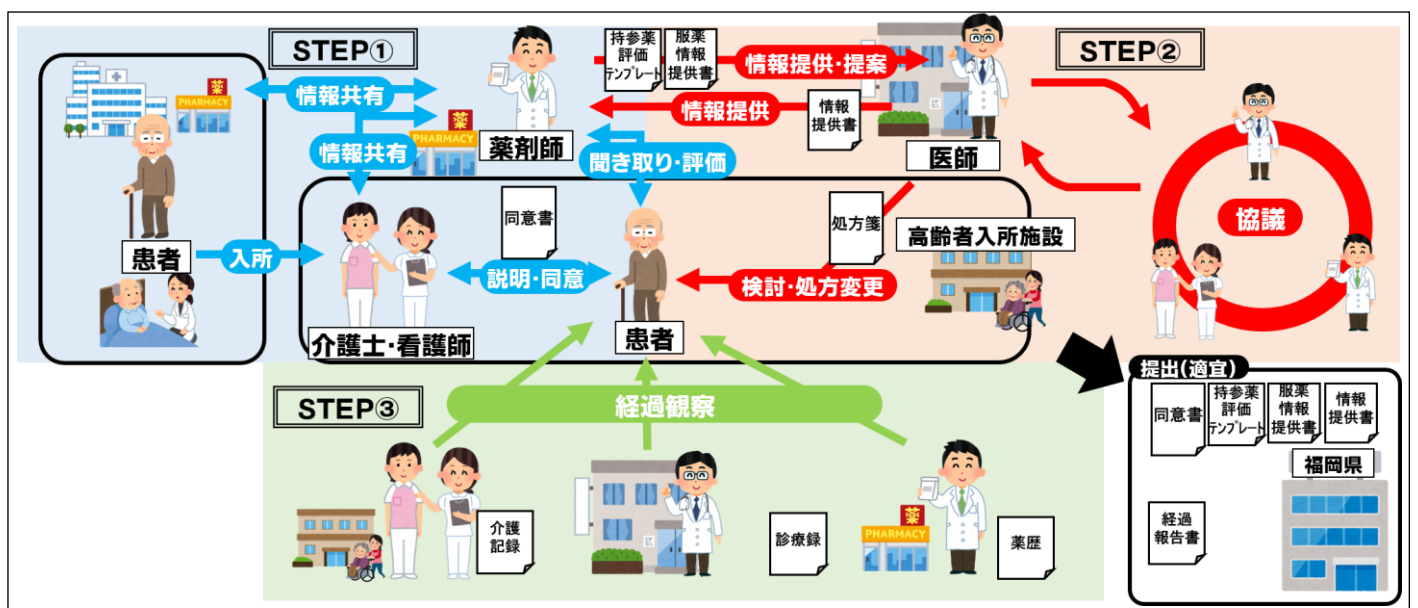 STEP①
情報共有
PHARMACY
薬
患者
入所
情報共有
PHARMACY
薬
薬剤師
聞き取り・評価
持参薬
評価
テンプレート
服薬
情報
提供書
情報提供・提案
情報提供
情報
提供書
医師
STEP②
協議
同意書
説明・同意
介護士・看護師
患者
処方箋
検討・処方変更
高齢者入所施設
STEP③
経過観察
介護
記録
診療録
PHARMACY
薬
薬歴
提出(適宜)
同意書
持参薬
評価
テンプレート
服薬
情報
提供書
情報
提供書
福岡県
経過
報告書